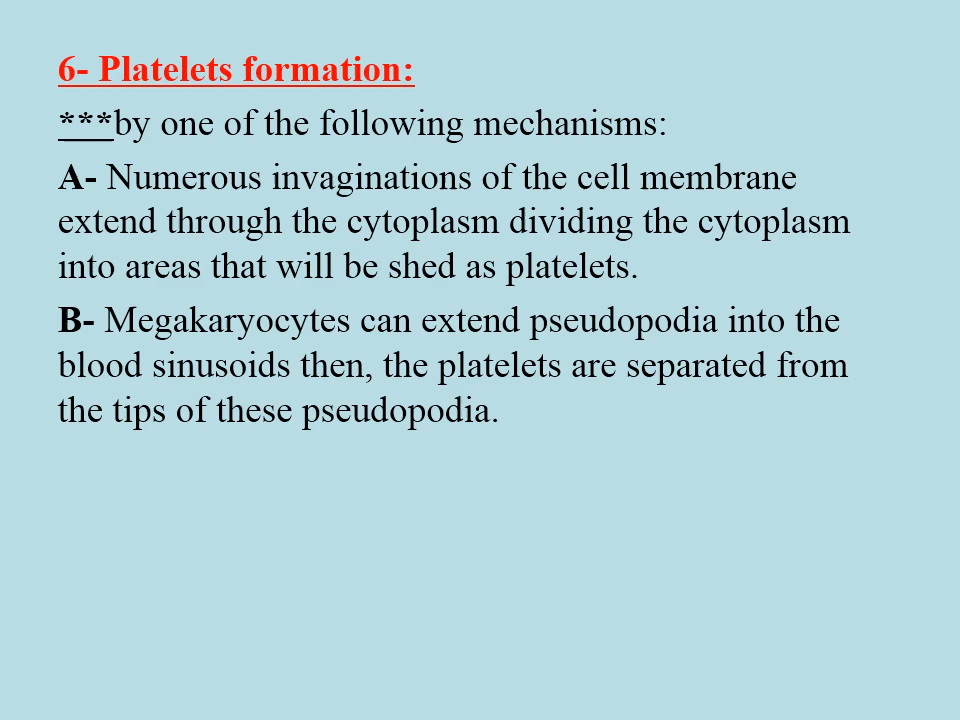 6- Platelets formation:
***by one of the following mechanisms:
A- Numerous invaginations of the cell membrane
extend through the cytoplasm dividing the cytoplasm
into areas that will be shed as platelets.
B- Megakaryocytes can extend pseudopodia into the
blood sinusoids then, the platelets are separated from
the tips of these pseudopodia.